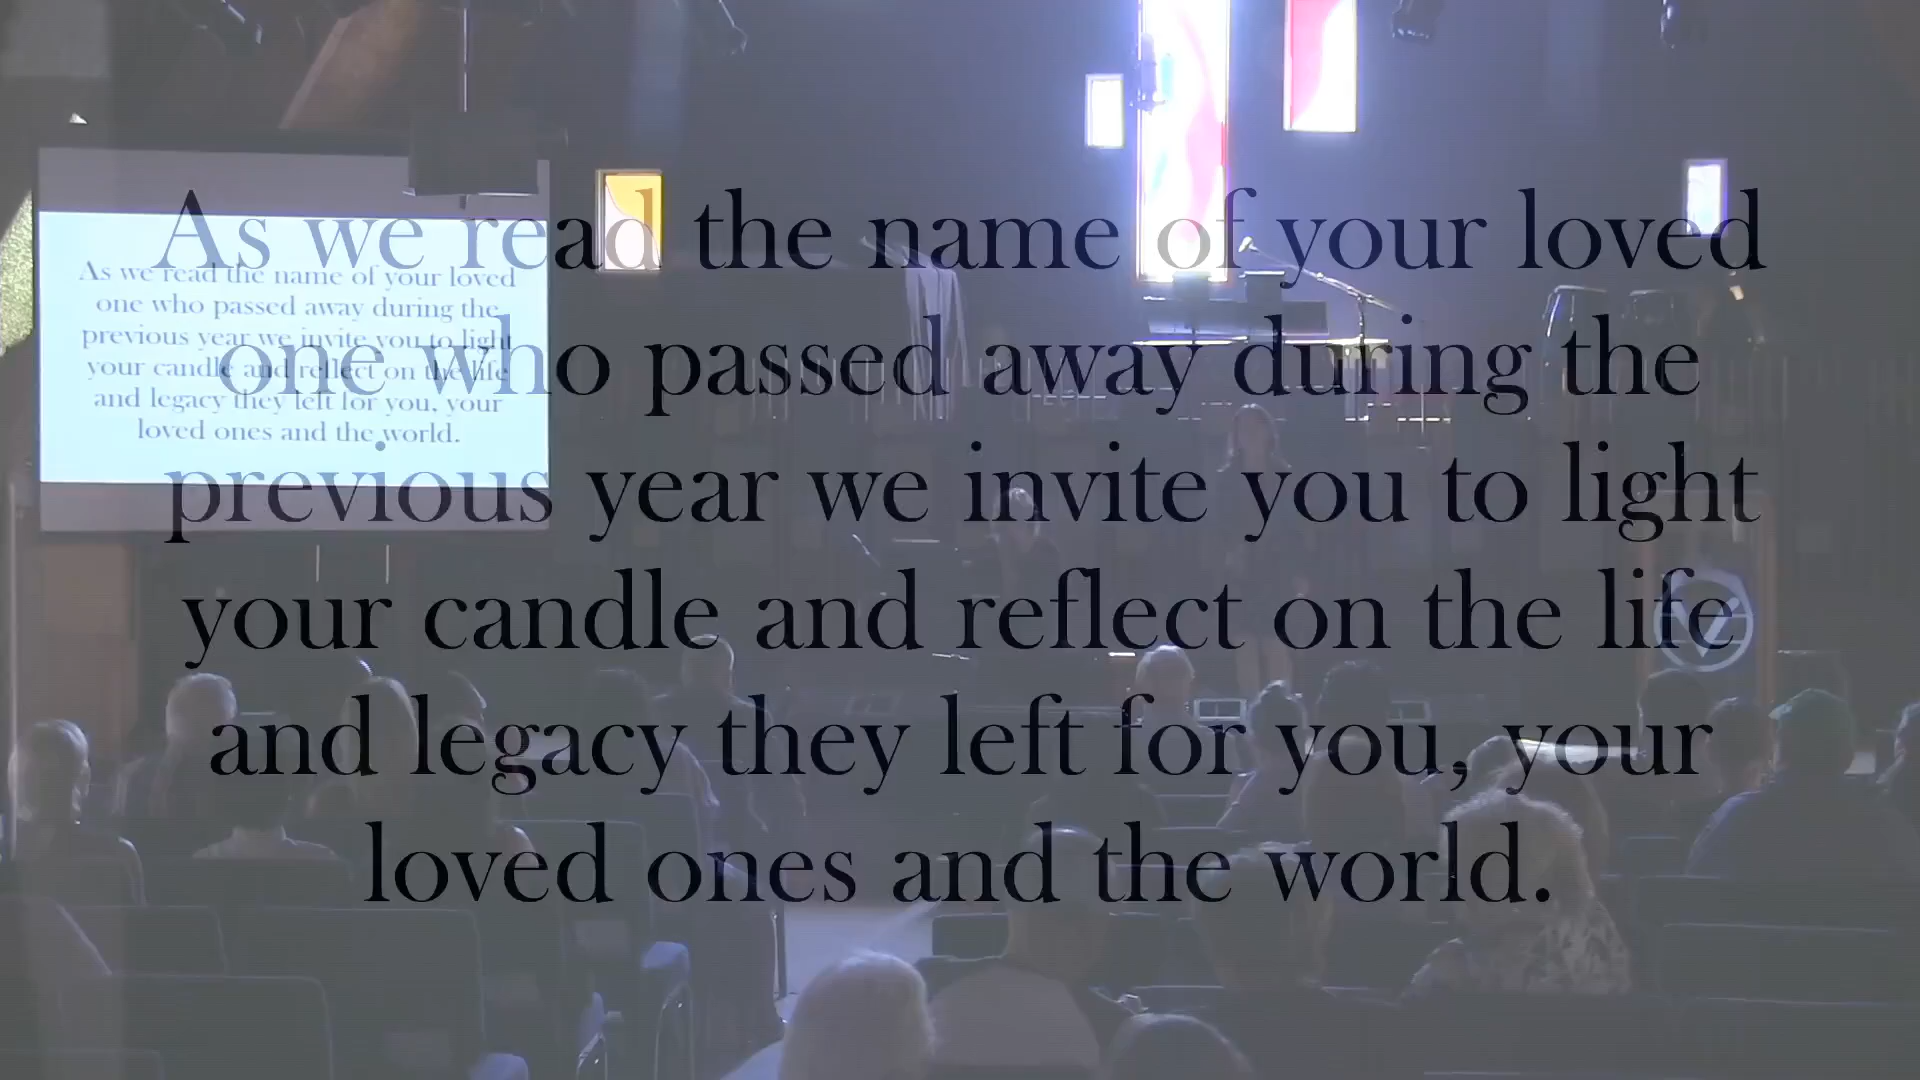 As we read the name of your loved
one who passed away during the
previous year we invite you to light
your candle and reflect on the life
and legacy they left for you, your
loved ones and the world.
As we read the name of your loved
one who passed away during the
previous year we invite you to light
your candle and reflect on the life
and legacy they left for you, your
loved ones and the world.